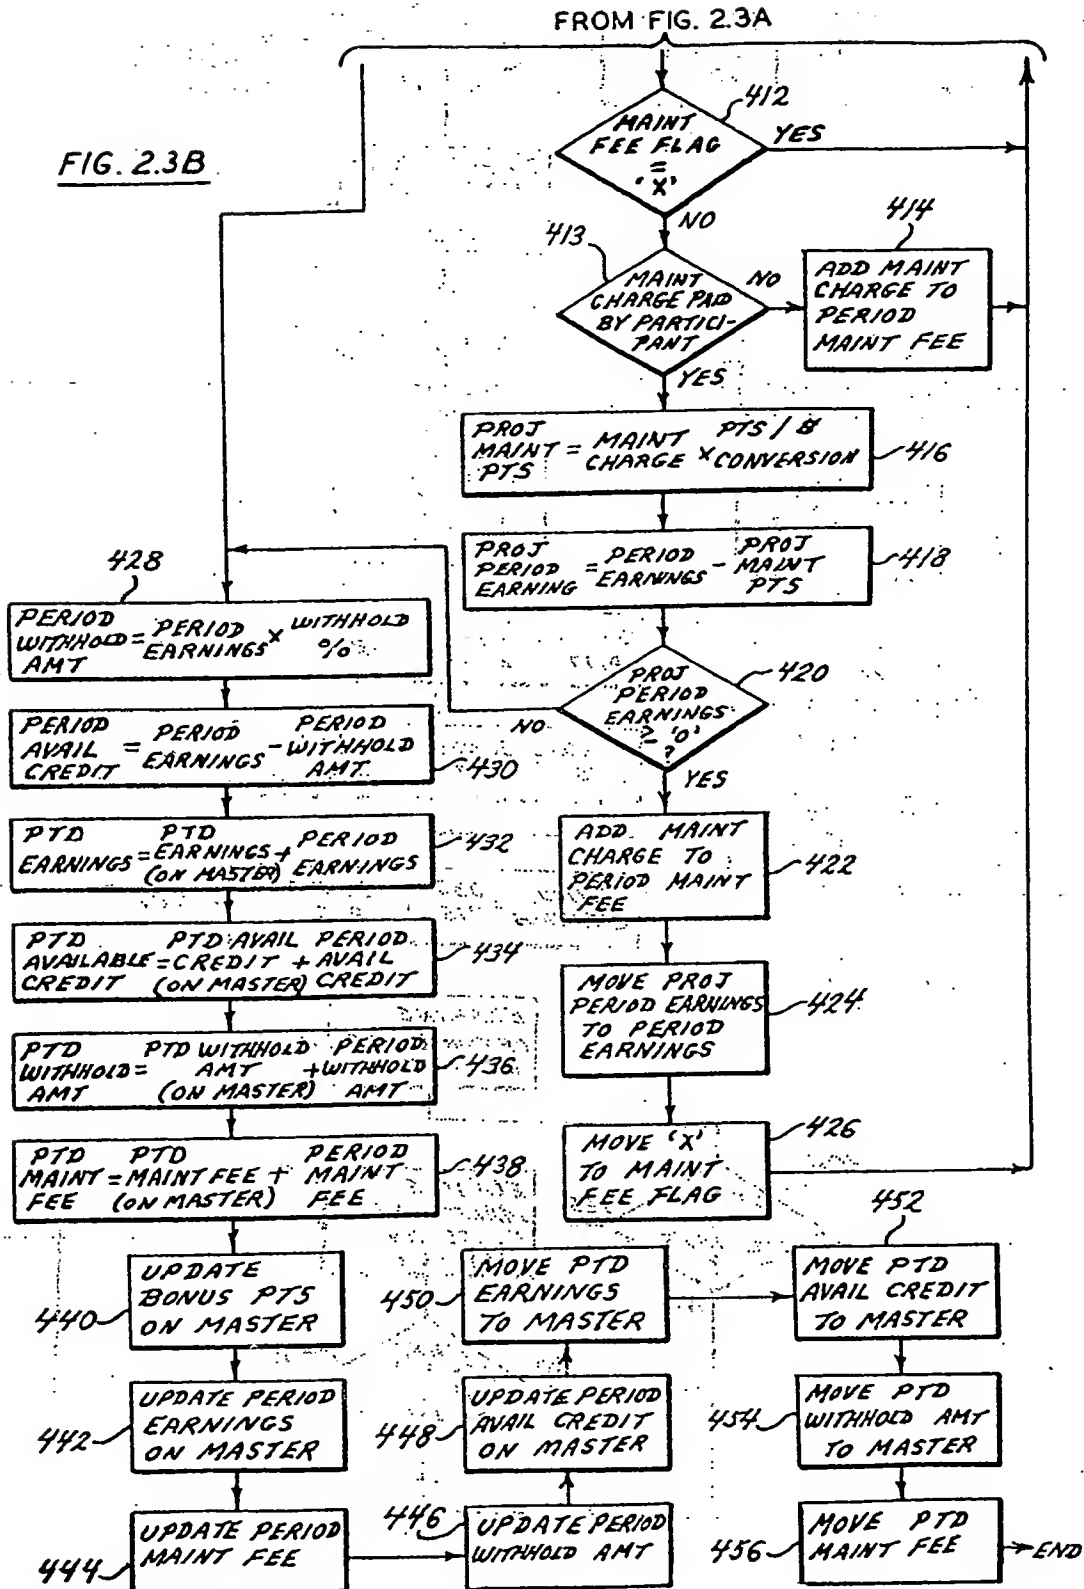 FROM FIG. 2.3A
FIG. 2.3B
412
MAINT
FEE FLAG
=
'X'
YES
NO
413
MAINT
CHARGE PAID
BY PARTICI-
PANT
NO
YES
414
ADD MAINT
CHARGE TO
PERIOD
MAINT FEE
PROJ MAINT PTS = MAINT CHARGE × PTS / $ CONVERSION
416
PROJ PERIOD EARNING = PERIOD EARNINGS - PROJ MAINT PTS
418
PROJ
PERIOD
EARNINGS
'0'
?
420
NO
YES
ADD MAINT
CHARGE TO
PERIOD MAINT
FEE
422
MOVE PROJ
PERIOD EARNINGS
TO PERIOD
EARNINGS
424
MOVE 'X'
TO MAINT
FEE FLAG
426
428
PERIOD WITHHOLD AMT = PERIOD EARNINGS × WITHHOLD %
PERIOD AVAIL CREDIT = PERIOD EARNINGS - PERIOD WITHHOLD AMT
430
PTD EARNINGS = PTD EARNINGS (ON MASTER) + PERIOD EARNINGS
432
PTD AVAILABLE CREDIT = PTD AVAIL CREDIT (ON MASTER) + PERIOD AVAIL CREDIT
434
PTD WITHHOLD AMT = PTD WITHHOLD AMT (ON MASTER) + PERIOD WITHHOLD AMT
436
PTD MAINT FEE = PTD MAINT FEE (ON MASTER) + PERIOD MAINT FEE
438
UPDATE
BONUS PTS
ON MASTER
440
UPDATE PERIOD
EARNINGS
ON MASTER
442
UPDATE PERIOD
MAINT FEE
444
446
UPDATE PERIOD
WITHHOLD AMT
448
UPDATE PERIOD
AVAIL CREDIT
ON MASTER
450
MOVE PTD
EARNINGS
TO MASTER
452
MOVE PTD
AVAIL CREDIT
TO MASTER
454
MOVE PTD
WITHHOLD AMT
TO MASTER
456
MOVE PTD
MAINT FEE
END